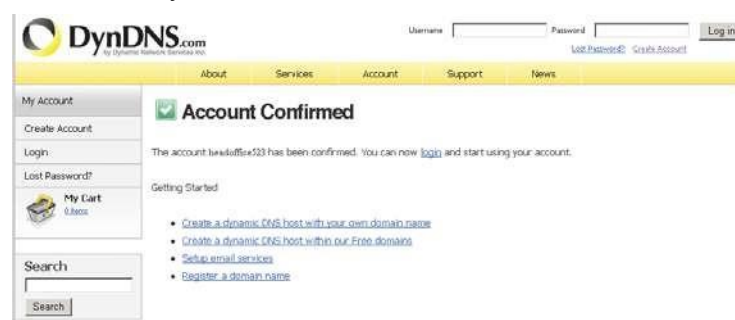 DynDNS.com
by Dynamic Network Services Inc.
Username
Password
Log in
Lost Password?
Create Account
About
Services
Account
Support
News
My Account
Create Account
Login
Lost Password?
My Cart
0 items
Search
Search
Account Confirmed
The account headoffice523 has been confirmed. You can now login and start using your account.
Getting Started
Create a dynamic DNS host with your own domain name
Create a dynamic DNS host within our Free domains
Setup email services
Register a domain name